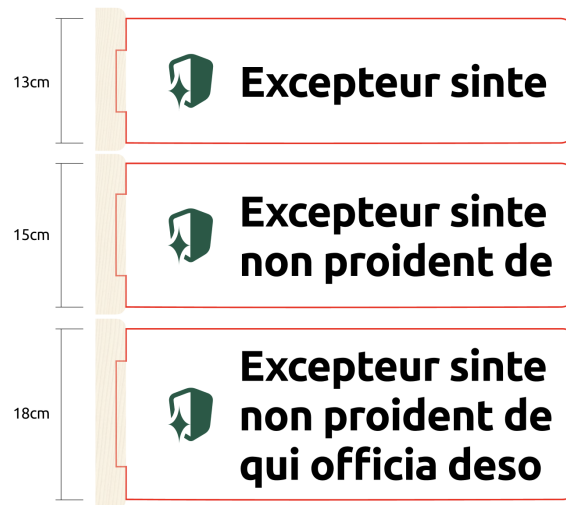 13cm
Excepteur sinte
15cm
Excepteur sinte
non proident de
18cm
Excepteur sinte
non proident de
qui officia deso